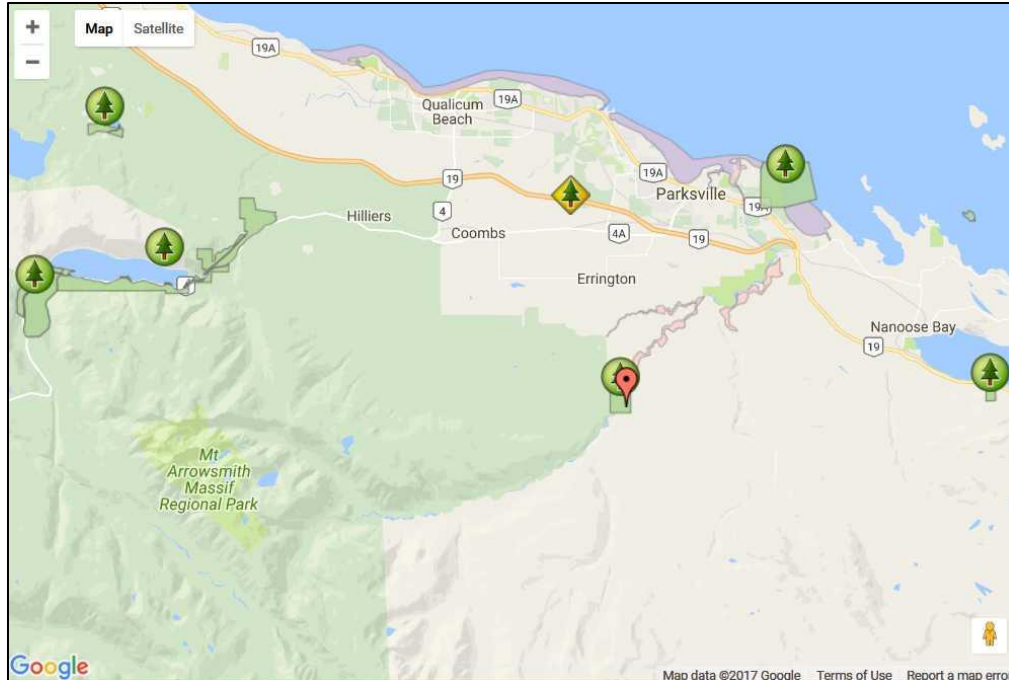 +
−
Map Satellite
19A
Qualicum
Beach
19A
19
19A
Parksville
19A
4
Hilliers
Coombs
4A
19
Errington
Nanoose Bay
19
Mt
Arrowsmith
Massif
Regional Park
Google
Map data ©2017 Google Terms of Use Report a map error